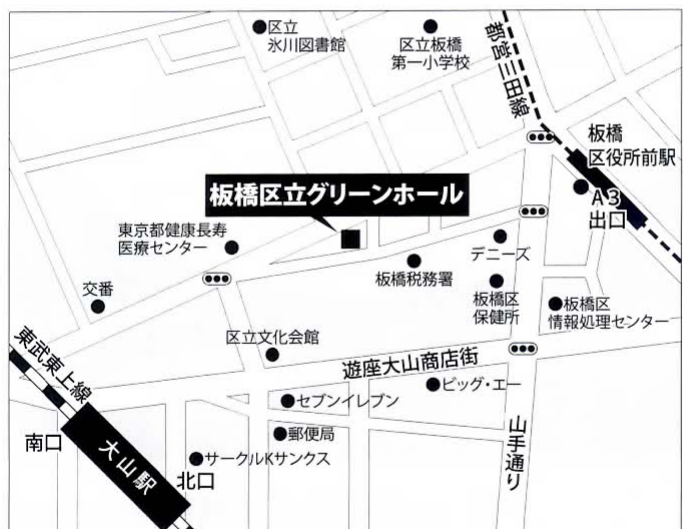 区立
氷川図書館
区立板橋
第一小学校
都営三田線
板橋
区役所前駅
A3
出口
板橋区立グリーンホール
東京都健康長寿
医療センター
デニーズ
板橋税務署
交番
板橋区
保健所
板橋区
情報処理センター
区立文化会館
遊座大山商店街
東武東上線
ビッグ・エー
セブンイレブン
山手通り
郵便局
南口
大山駅
サークルKサンクス
北口